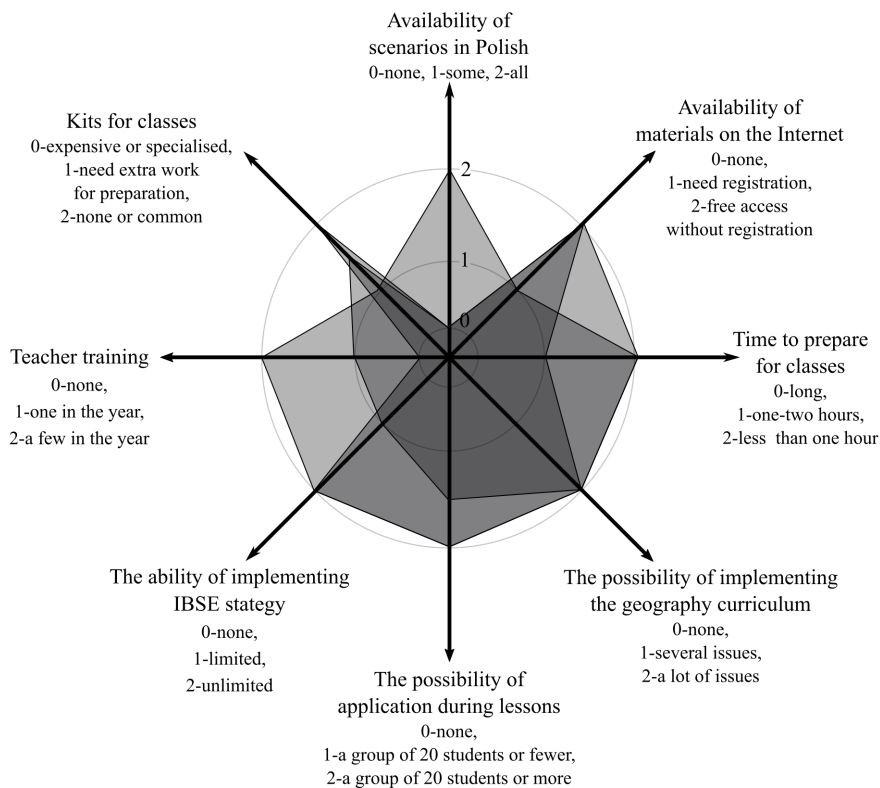 Availability of
scenarios in Polish
0-none, 1-some, 2-all
Kits for classes
0-expensive or specialised,
1-need extra work
for preparation,
2-none or common
Availability of
materials on the Internet
0-none,
1-need registration,
2-free access
without registration
2
1
0
Teacher training
0-none,
1-one in the year,
2-a few in the year
Time to prepare
for classes
0-long,
1-one-two hours,
2-less than one hour
The ability of implementing
IBSE stategy
0-none,
1-limited,
2-unlimited
The possibility of implementing
the geography curriculum
0-none,
1-several issues,
2-a lot of issues
The possibility of
application during lessons
0-none,
1-a group of 20 students or fewer,
2-a group of 20 students or more